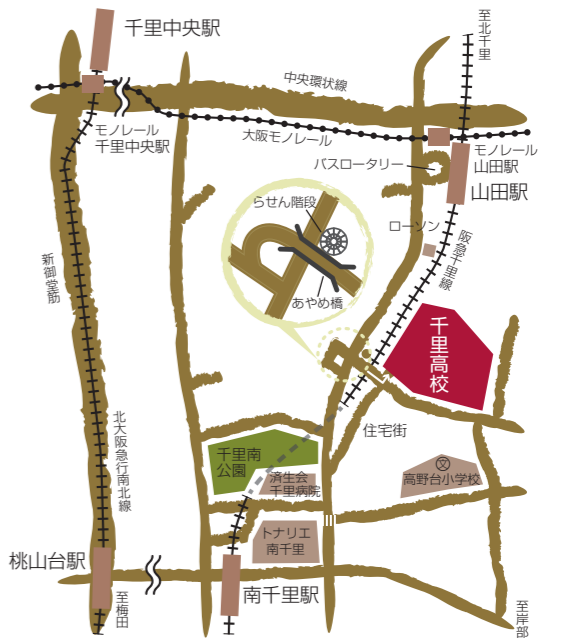 千里中央駅
至北千里
中央環状線
モノレール
千里中央駅
大阪モノレール
モノレール
山田駅
バスロータリー
山田駅
らせん階段
ローソン
阪急千里線
新御堂筋
あやめ橋
千里高校
北大阪急行南北線
住宅街
千里南
公園
済生会
千里病院
文
高野台小学校
トナリエ
南千里
桃山台駅
南千里駅
至梅田
至岸部